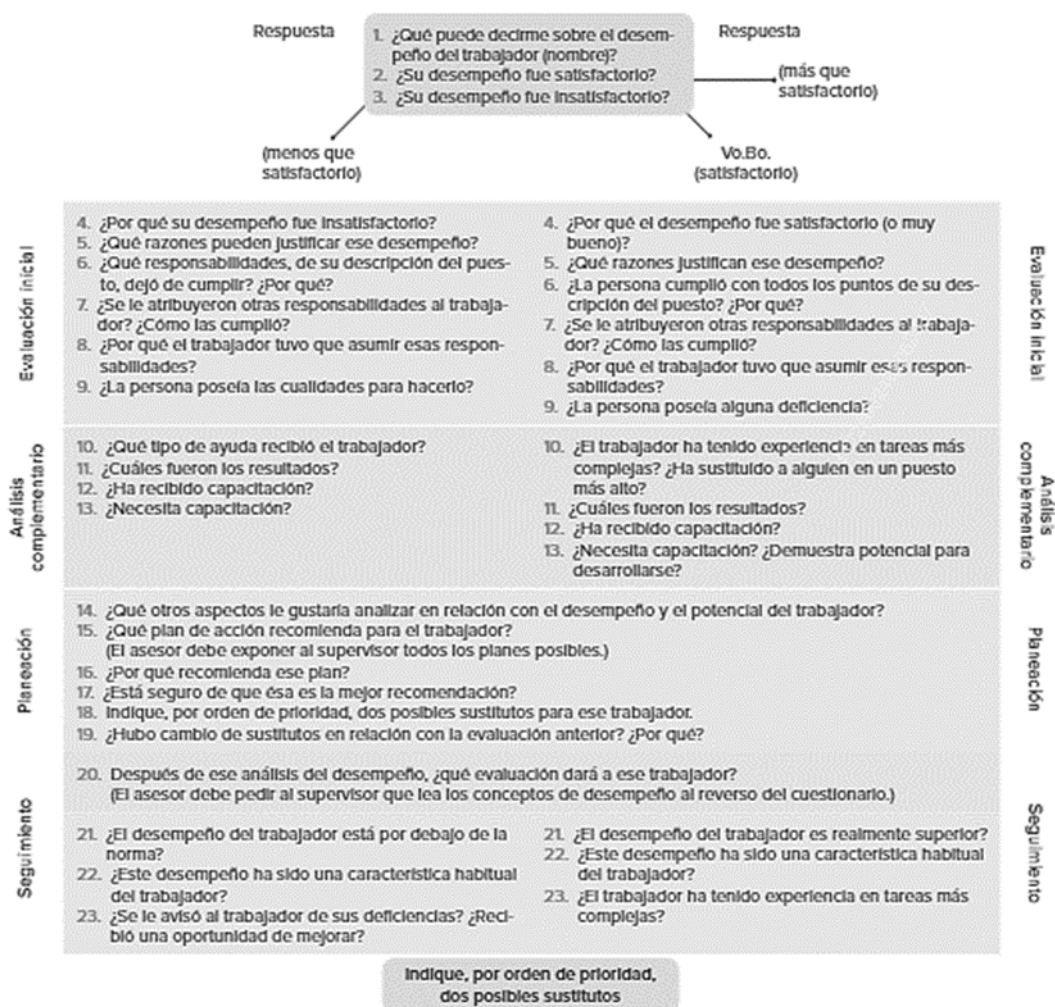 Respuesta
1. ¿Qué puede decirme sobre el desem-
peño del trabajador (nombre)?
2. ¿Su desempeño fue satisfactorio?
3. ¿Su desempeño fue insatisfactorio?
Respuesta
(más que
satisfactorio)
(menos que
satisfactorio)
Vo.Bo.
(satisfactorio)
Evaluación inicial
4. ¿Por qué su desempeño fue insatisfactorio?
5. ¿Qué razones pueden justificar ese desempeño?
6. ¿Qué responsabilidades, de su descripción del pues-
to, dejó de cumplir? ¿Por qué?
7. ¿Se le atribuyeron otras responsabilidades al trabaja-
dor? ¿Cómo las cumplió?
8. ¿Por qué el trabajador tuvo que asumir esas respon-
sabilidades?
9. ¿La persona poseía las cualidades para hacerlo?
4. ¿Por qué el desempeño fue satisfactorio (o muy
bueno)?
5. ¿Qué razones justifican ese desempeño?
6. ¿La persona cumplió con todos los puntos de su des-
cripción del puesto? ¿Por qué?
7. ¿Se le atribuyeron otras responsabilidades al trabaja-
dor? ¿Cómo las cumplió?
8. ¿Por qué el trabajador tuvo que asumir esas respon-
sabilidades?
9. ¿La persona poseía alguna deficiencia?
Evaluación inicial
Análisis
complementario
10. ¿Qué tipo de ayuda recibió el trabajador?
11. ¿Cuáles fueron los resultados?
12. ¿Ha recibido capacitación?
13. ¿Necesita capacitación?
10. ¿El trabajador ha tenido experiencia en tareas más
complejas? ¿Ha sustituido a alguien en un puesto
más alto?
11. ¿Cuáles fueron los resultados?
12. ¿Ha recibido capacitación?
13. ¿Necesita capacitación? ¿Demuestra potencial para
desarrollarse?
Análisis
complementario
Planeación
14. ¿Qué otros aspectos le gustaría analizar en relación con el desempeño y el potencial del trabajador?
15. ¿Qué plan de acción recomienda para el trabajador?
(El asesor debe exponer al supervisor todos los planes posibles.)
16. ¿Por qué recomienda ese plan?
17. ¿Está seguro de que ésa es la mejor recomendación?
18. Indique, por orden de prioridad, dos posibles sustitutos para ese trabajador.
19. ¿Hubo cambio de sustitutos en relación con la evaluación anterior? ¿Por qué?
Planeación
Seguimiento
20. Después de ese análisis del desempeño, ¿qué evaluación dará a ese trabajador?
(El asesor debe pedir al supervisor que lea los conceptos de desempeño al reverso del cuestionario.)
21. ¿El desempeño del trabajador está por debajo de la
norma?
22. ¿Este desempeño ha sido una característica habitual
del trabajador?
23. ¿Se le avisó al trabajador de sus deficiencias? ¿Reci-
bió una oportunidad de mejorar?
21. ¿El desempeño del trabajador es realmente superior?
22. ¿Este desempeño ha sido una característica habitual
del trabajador?
23. ¿El trabajador ha tenido experiencia en tareas más
complejas?
Seguimiento
Indique, por orden de prioridad,
dos posibles sustitutos